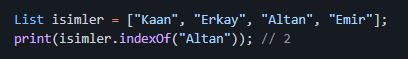 List isimler = ["Kaan", "Erkay", "Altan", "Emir"];
print(isimler.indexOf("Altan")); // 2